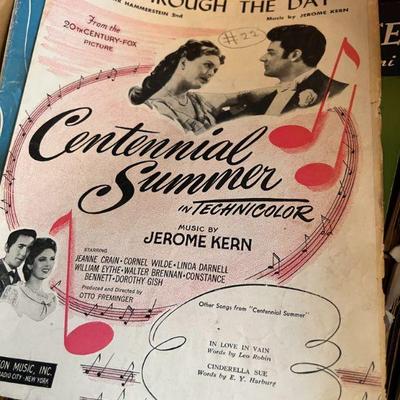 THROUGH THE DAY
HAMMERSTEIN 2nd
Music by JEROME KERN
#22
From the
20TH CENTURY-FOX
PICTURE
Centennial
Summer
IN TECHNICOLOR
MUSIC BY
JEROME KERN
STARRING
JEANNE CRAIN • CORNEL WILDE • LINDA DARNELL
WILLIAM EYTHE • WALTER BRENNAN • CONSTANCE
BENNETT • DOROTHY GISH
Produced and Directed by
OTTO PREMINGER
Other Songs from "Centennial Summer"
IN LOVE IN VAIN
Words by Leo Robin
CINDERELLA SUE
Words by E. Y. Harburg
MUSIC, INC.
RADIO CITY • NEW YORK